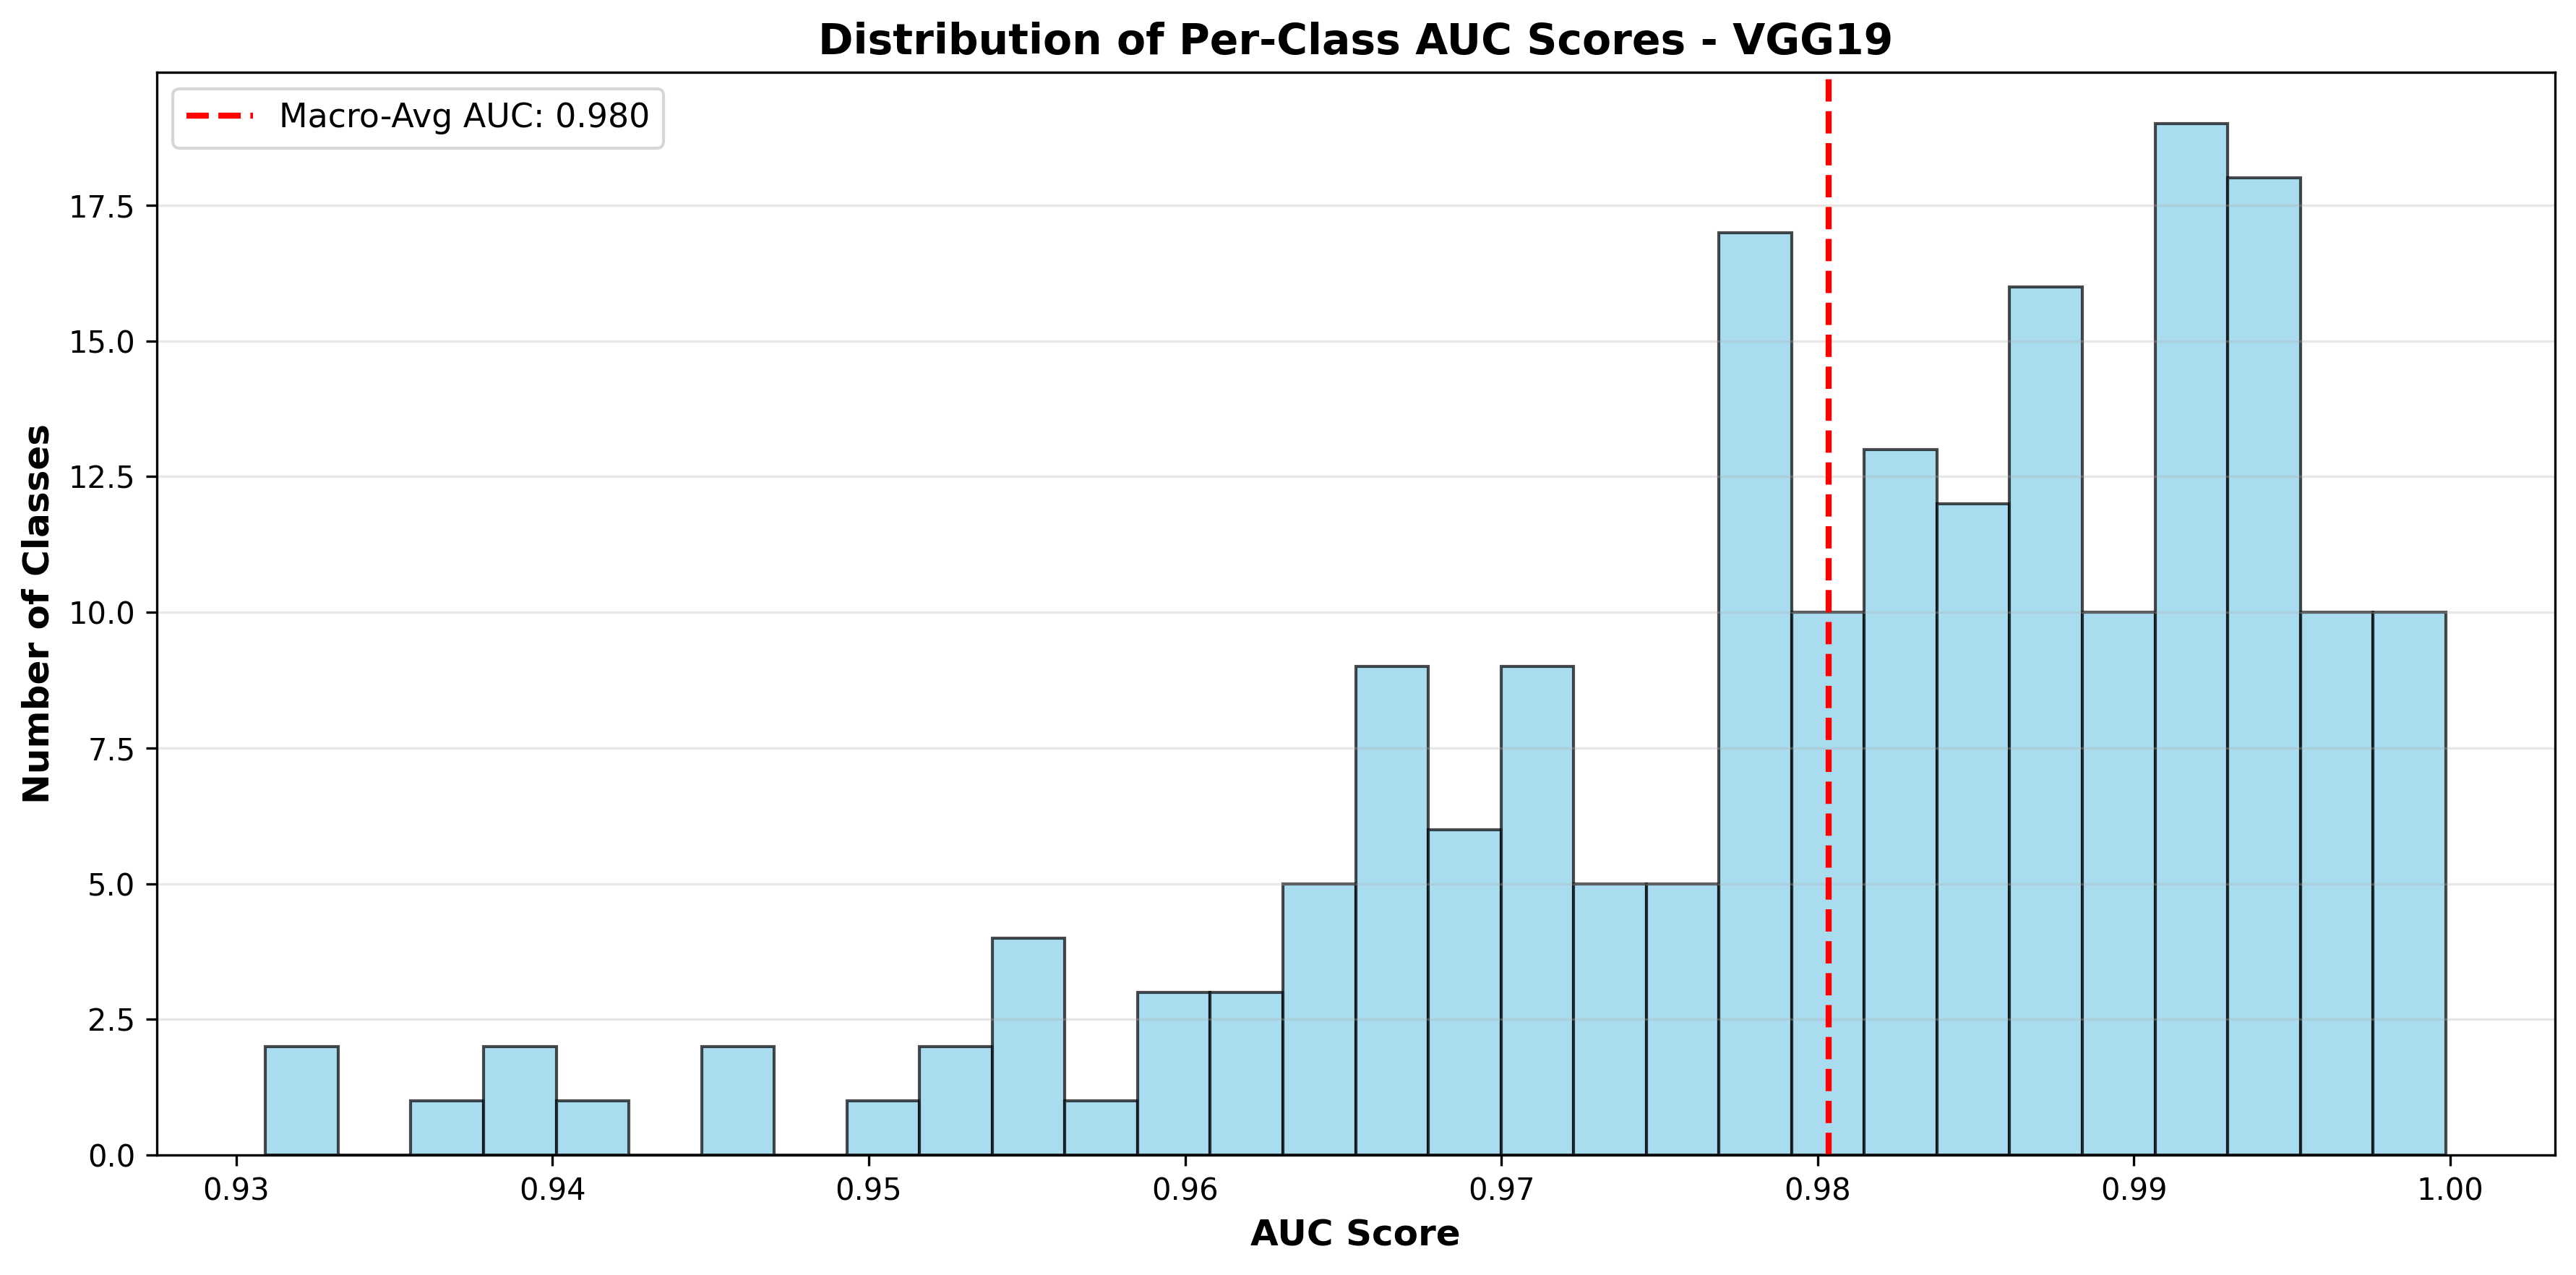 Distribution of Per-Class AUC Scores - VGG19
Macro-Avg AUC: 0.980
Number of Classes
17.5
15.0
12.5
10.0
7.5
5.0
2.5
0.0
0.93 0.94 0.95 0.96 0.97 0.98 0.99 1.00
AUC Score